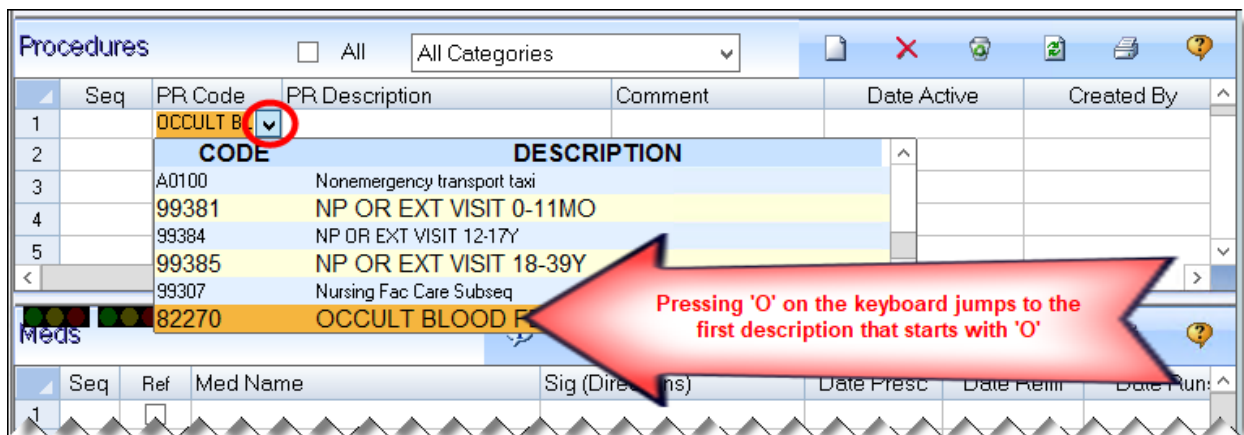 Procedures All All Categories
Seq PR Code PR Description Comment Date Active Created By
1 OCCULT BL
2 CODE DESCRIPTION
3 A0100 Nonemergency transport taxi
99381 NP OR EXT VISIT 0-11MO
4 99384 NP OR EXT VISIT 12-17Y
5 99385 NP OR EXT VISIT 18-39Y
99307 Nursing Fac Care Subseq
82270 OCCULT BLOOD
Pressing 'O' on the keyboard jumps to the
first description that starts with 'O'
Meds
Seq Ref Med Name Sig (Directions) Date Presc Date Refill Date
1